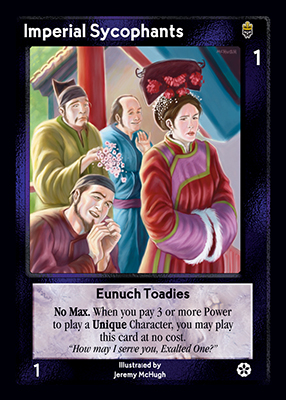 Imperial Sycophants
1
Eunuch Toadies
No Max. When you pay 3 or more Power
to play a Unique Character, you may play
this card at no cost.
"How may I serve, Exalted One?"
1
Illustrated by
Jeremy McHugh